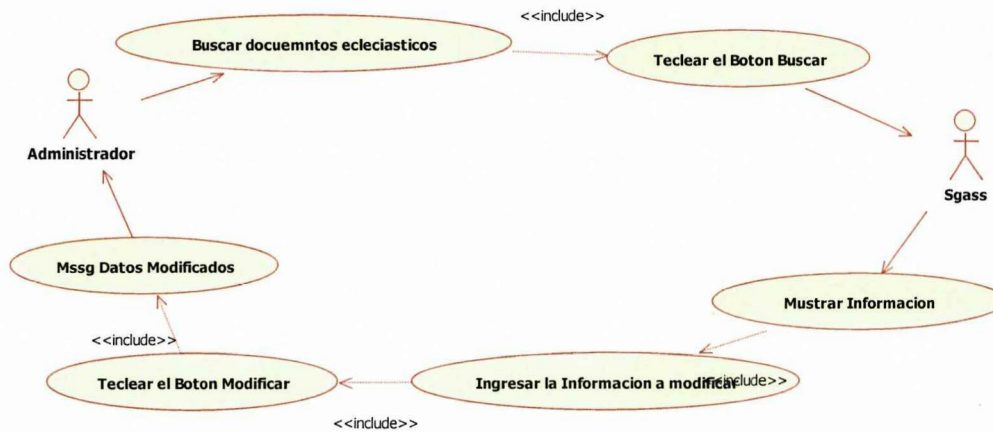 <<include>>
Buscar docuemntos ecleciasticos
Teclear el Boton Buscar
Administrador
Sgass
Mssg Datos Modificados
Mustrar Informacion
<<include>>
Teclear el Boton Modificar
Ingresar la Informacion a modificar
<<include>>
<<include>>